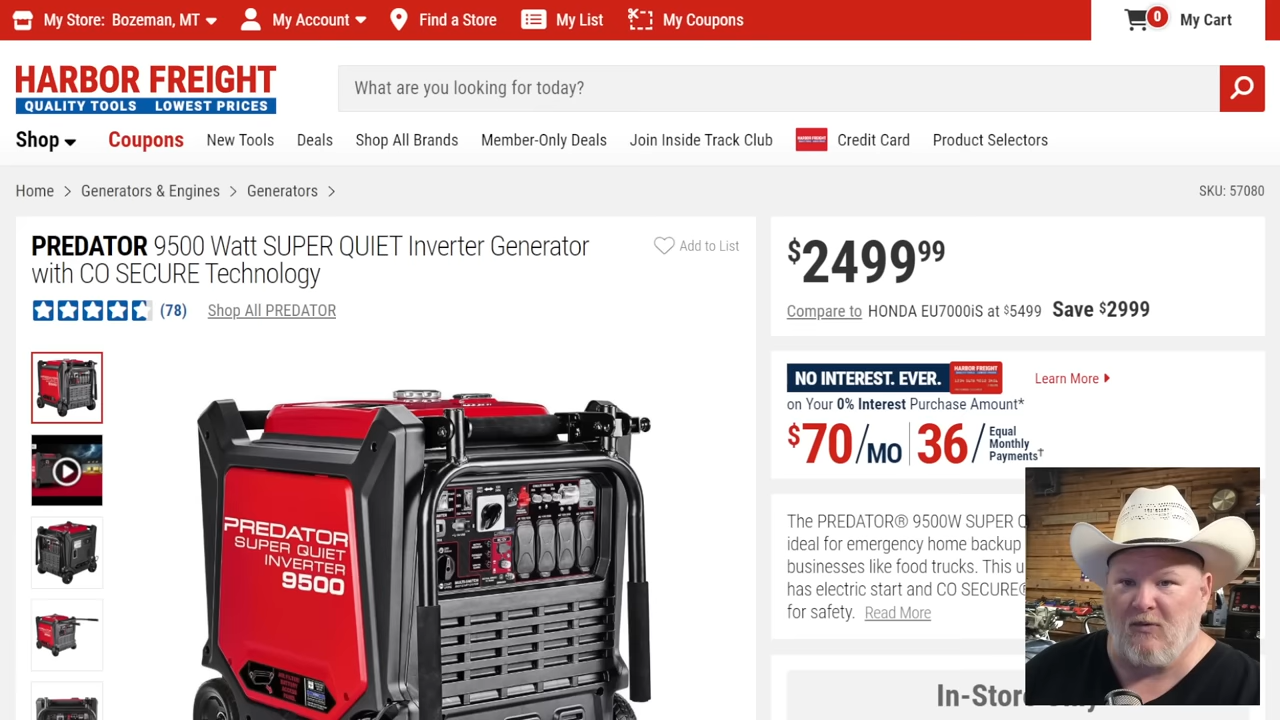 My Store: Bozeman, MT
My Account
Find a Store
My List
My Coupons
0
My Cart
HARBOR FREIGHT
QUALITY TOOLS LOWEST PRICES
What are you looking for today?
Shop
Coupons
New Tools
Deals
Shop All Brands
Member-Only Deals
Join Inside Track Club
Credit Card
Product Selectors
Home > Generators & Engines > Generators >
SKU: 57080
PREDATOR 9500 Watt SUPER QUIET Inverter Generator
with CO SECURE Technology
Add to List
(78)
Shop All PREDATOR
PREDATOR
SUPER QUIET
INVERTER
9500
$2499 99
Compare to HONDA EU7000iS at $5499 Save $2999
NO INTEREST. EVER.
HARBOR FREIGHT
Learn More
on Your 0% Interest Purchase Amount*
$70/MO
36/
Equal
Monthly
Payments†
The PREDATOR® 9500W SUPER Q
ideal for emergency home backup
businesses like food trucks. This u
has electric start and CO SECURE®
for safety. Read More
In-Store